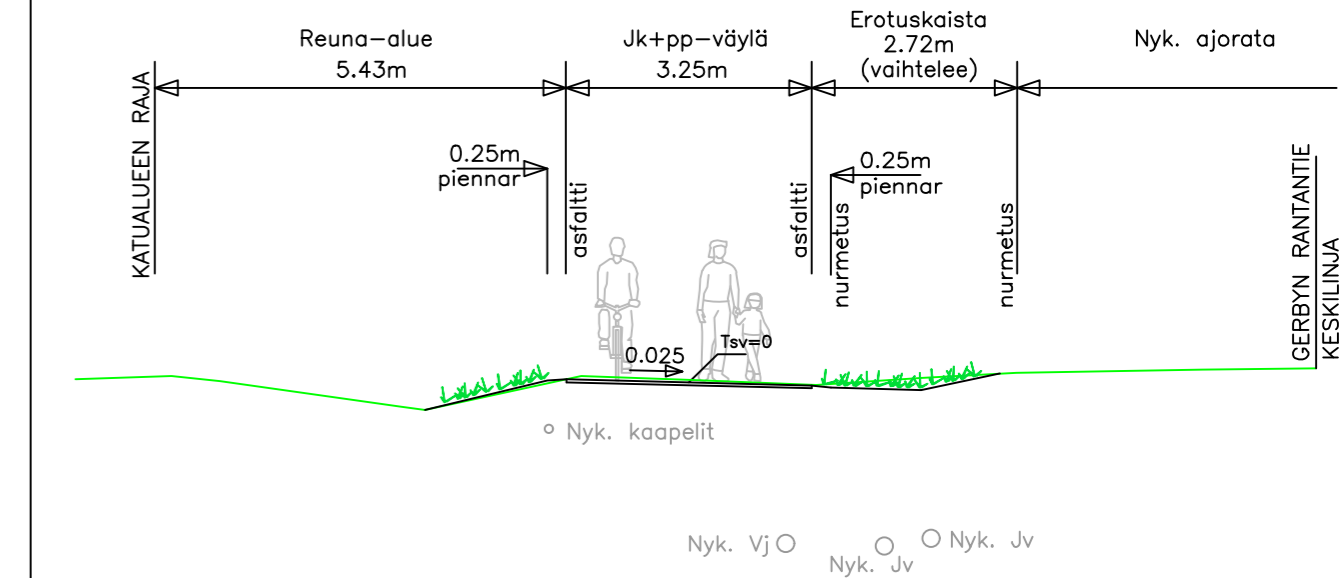 Reuna-alue
5.43m
Jk+pp-väylä
3.25m
Erotuskaista
2.72m
(vaihtelee)
Nyk. ajorata
KATUALUEEN RAJA
0.25m
piennar
asfaltti
asfaltti
0.25m
piennar
nurmetus
nurmetus
GERBYN RANTANTIE
KESKILINJA
0.025
Tsv=0
Nyk. kaapelit
Nyk. Vj
Nyk. Jv
Nyk. Jv